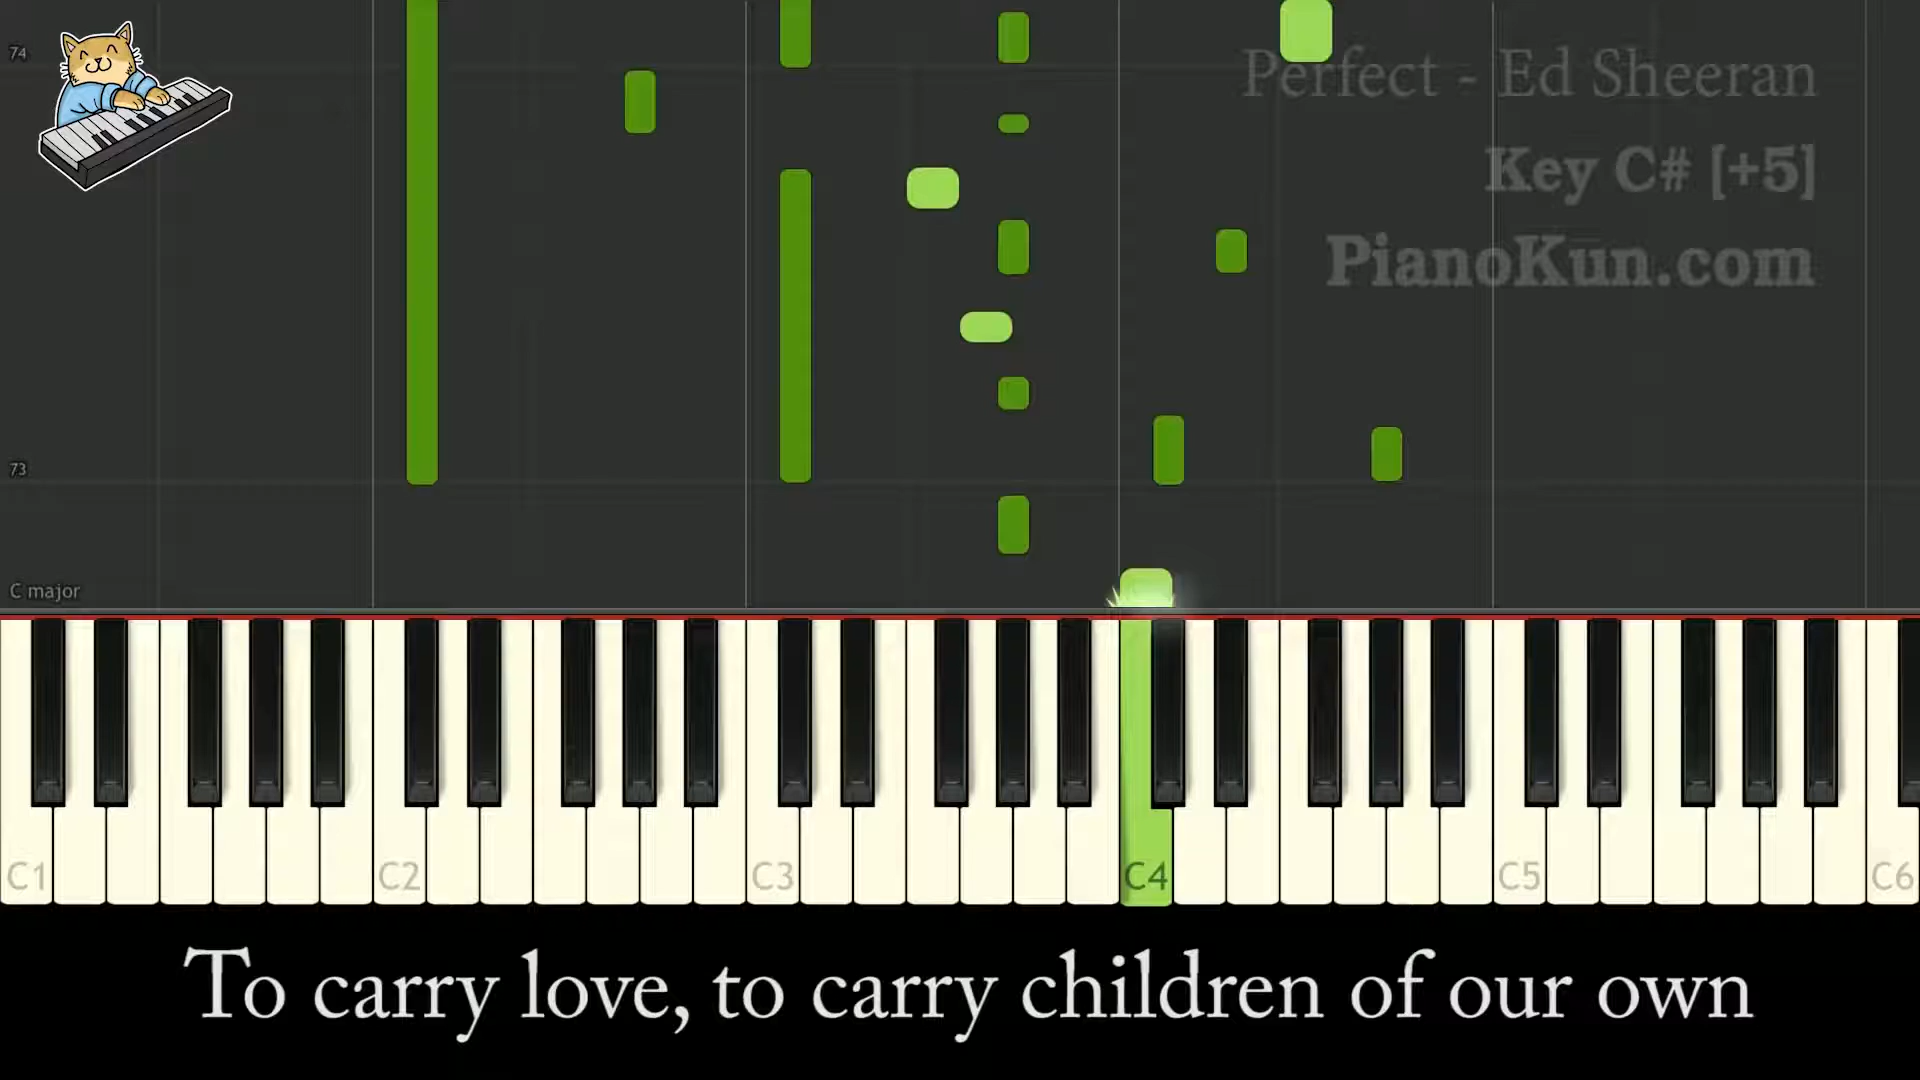 74
Perfect - Ed Sheeran
Key C# [+5]
PianoKun.com
73
C major
C1 C2 C3 C4 C5 C6
To carry love, to carry children of our own